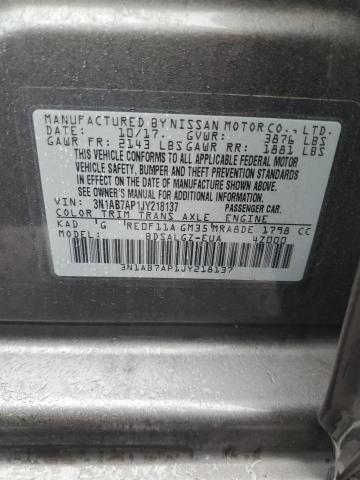 MANUFACTURED BY NISSAN MOTOR CO., LTD.
DATE: 10/17 GVWR: 3876 LBS
GAWR FR: 2143 LBS GAWR RR: 1881 LBS
THIS VEHICLE CONFORMS TO ALL APPLICABLE FEDERAL MOTOR
VEHICLE SAFETY, BUMPER, AND THEFT PREVENTION STANDARDS
IN EFFECT ON THE DATE OF MANUFACTURE SHOWN ABOVE.
SEE OWNER'S MANUAL FOR ADDITIONAL INFORMATION.
VIN: 3N1AB7AP1JY218137 PASSENGER CAR
COLOR TRIM TRANS AXLE ENGINE
KAD G RE0F11A GM35 MRA8DE 1798 CC
MODEL: BDSALGZ-EUA 4Z000
3N1AB7AP1JY218137